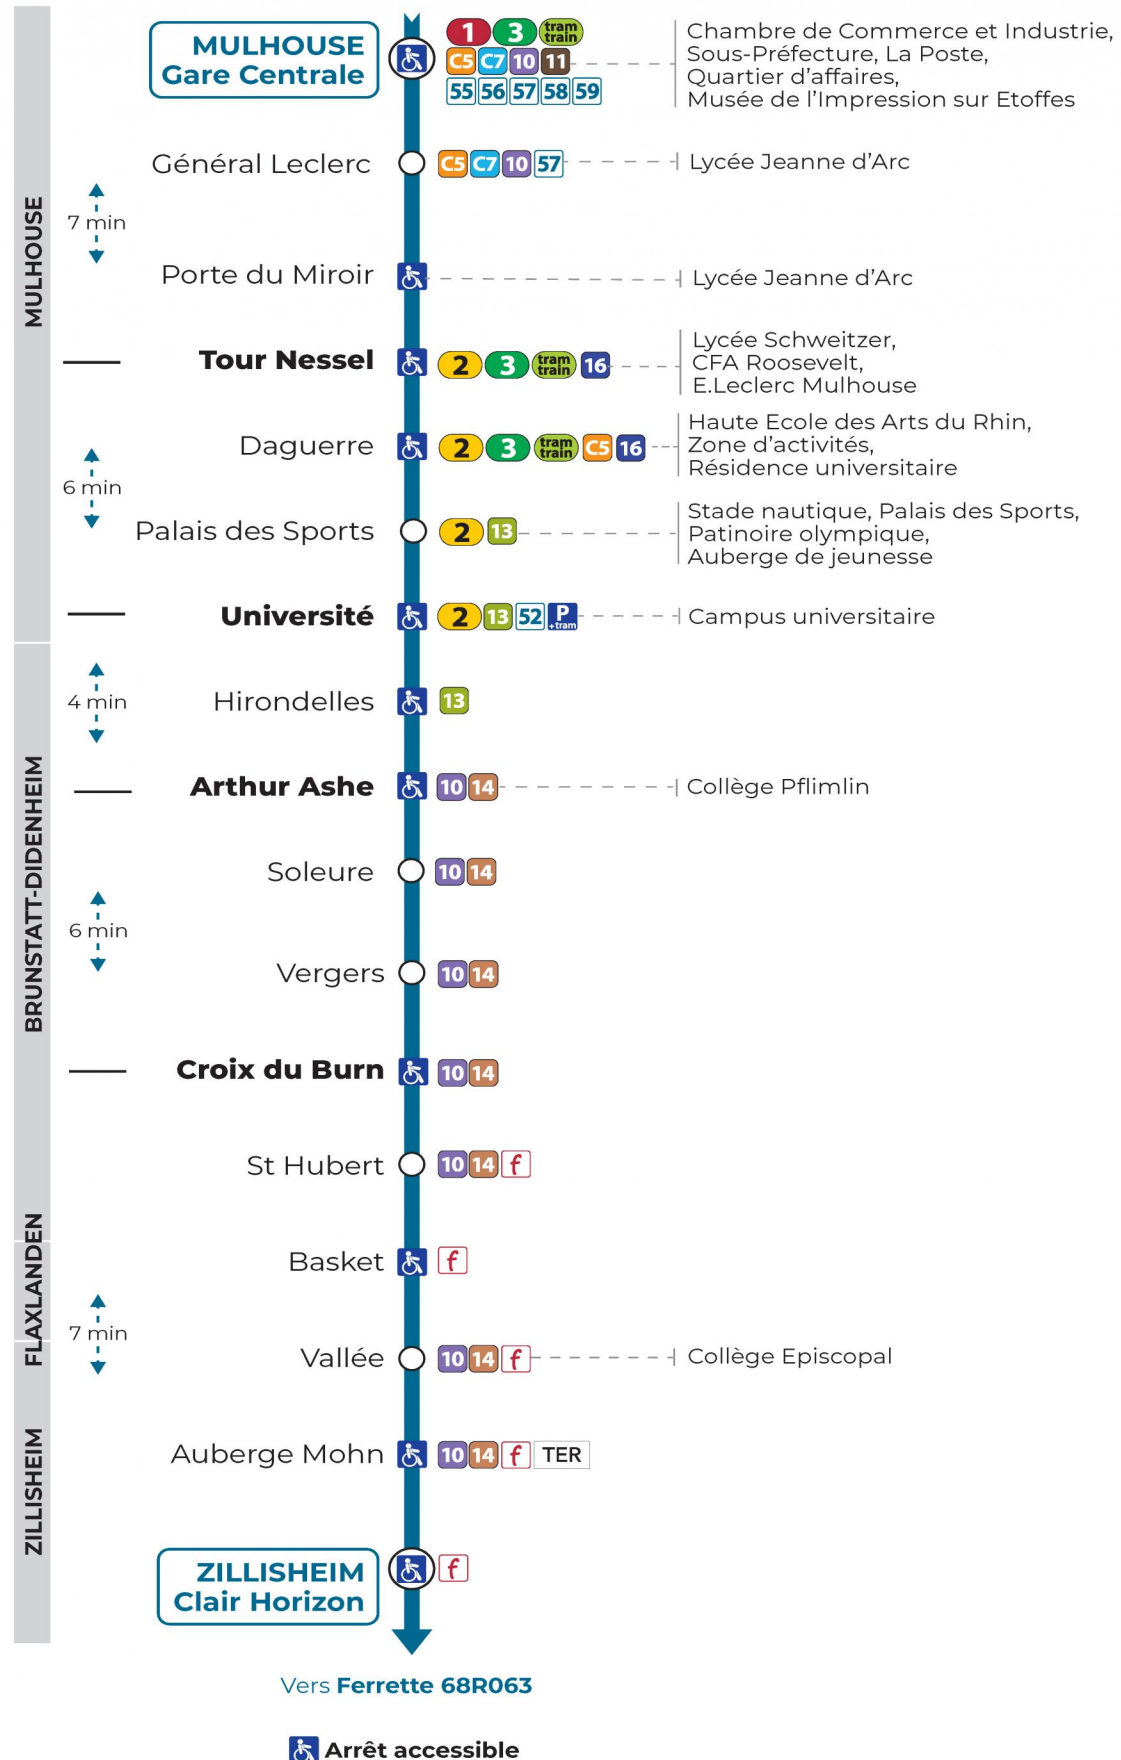 MULHOUSE
Gare Centrale
1 3 tram train
C5 C7 10 11
55 56 57 58 59
Chambre de Commerce et Industrie,
Sous-Préfecture, La Poste,
Quartier d’affaires,
Musée de l’Impression sur Etoffes
Général Leclerc
C5 C7 10 57
Lycée Jeanne d’Arc
MULHOUSE
7 min
Porte du Miroir
Lycée Jeanne d’Arc
Tour Nessel
2 3 tram train 16
Lycée Schweitzer,
CFA Roosevelt,
E.Leclerc Mulhouse
Daguerre
2 3 tram train C5 16
Haute Ecole des Arts du Rhin,
Zone d’activités,
Résidence universitaire
6 min
Palais des Sports
2 13
Stade nautique, Palais des Sports,
Patinoire olympique,
Auberge de jeunesse
Université
2 13 52 P +tram
Campus universitaire
4 min
Hirondelles
13
BRUNSTATT-DIDENHEIM
Arthur Ashe
10 14
Collège Pflimlin
Soleure
10 14
6 min
Vergers
10 14
Croix du Burn
10 14
St Hubert
10 14 f
FLAXLANDEN
Basket
f
7 min
Vallée
10 14 f
Collège Episcopal
ZILLISHEIM
Auberge Mohn
10 14 f TER
ZILLISHEIM
Clair Horizon
f
Vers Ferrette 68R063
Arrêt accessible